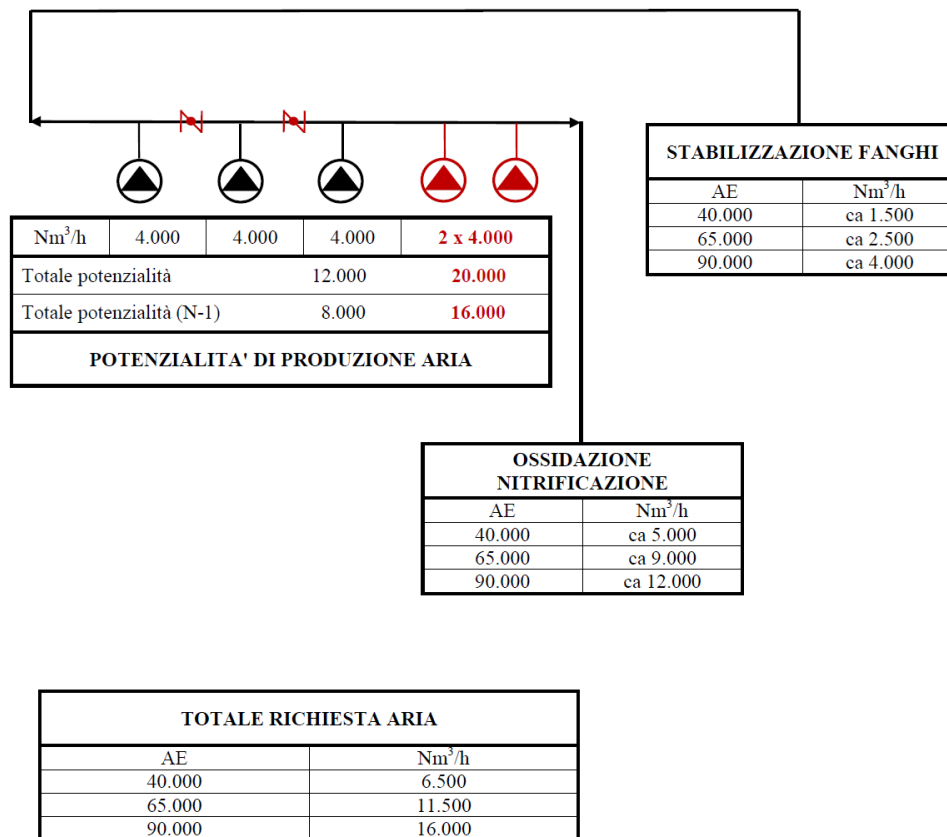 STABILIZZAZIONE FANGHI
AE Nm³/h
40.000 ca 1.500
65.000 ca 2.500
90.000 ca 4.000
Nm³/h 4.000 4.000 4.000 2 x 4.000
Totale potenzialità 12.000 20.000
Totale potenzialità (N-1) 8.000 16.000
POTENZIALITA' DI PRODUZIONE ARIA
OSSIDAZIONE
NITRIFICAZIONE
AE Nm³/h
40.000 ca 5.000
65.000 ca 9.000
90.000 ca 12.000
TOTALE RICHIESTA ARIA
AE Nm³/h
40.000 6.500
65.000 11.500
90.000 16.000